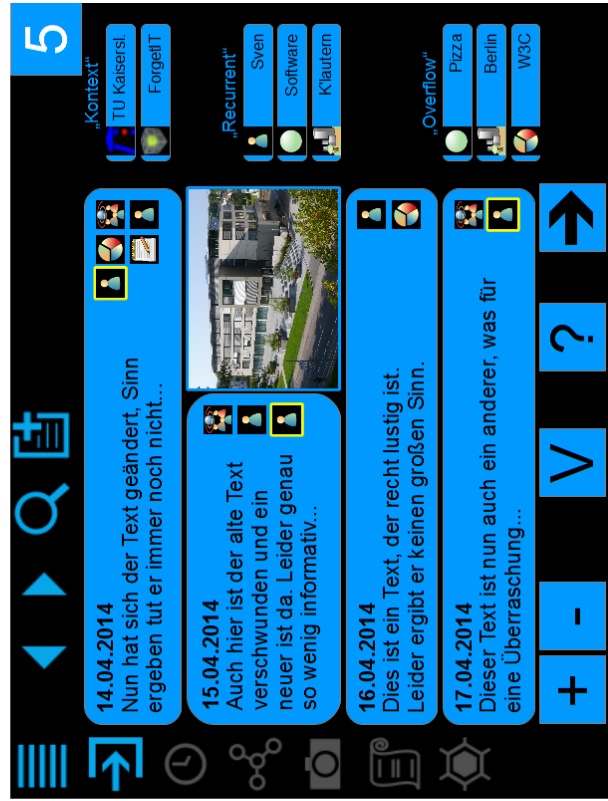 5
14.04.2014
Nun hat sich der Text geändert, Sinn
ergeben tut er immer noch nicht...
15.04.2014
Auch hier ist der alte Text
verschwunden und ein
neuer ist da. Leider genau
so wenig informativ...
16.04.2014
Dies ist ein Text, der recht lustig ist.
Leider ergibt er keinen großen Sinn.
17.04.2014
Dieser Text ist nun auch ein anderer, was für
eine Überraschung...
„Kontext“
TU Kaisersl.
ForgetIT
„Recurrent“
Sven
Software
K'lautern
„Overflow“
Pizza
Berlin
W3C
+
-
V
?